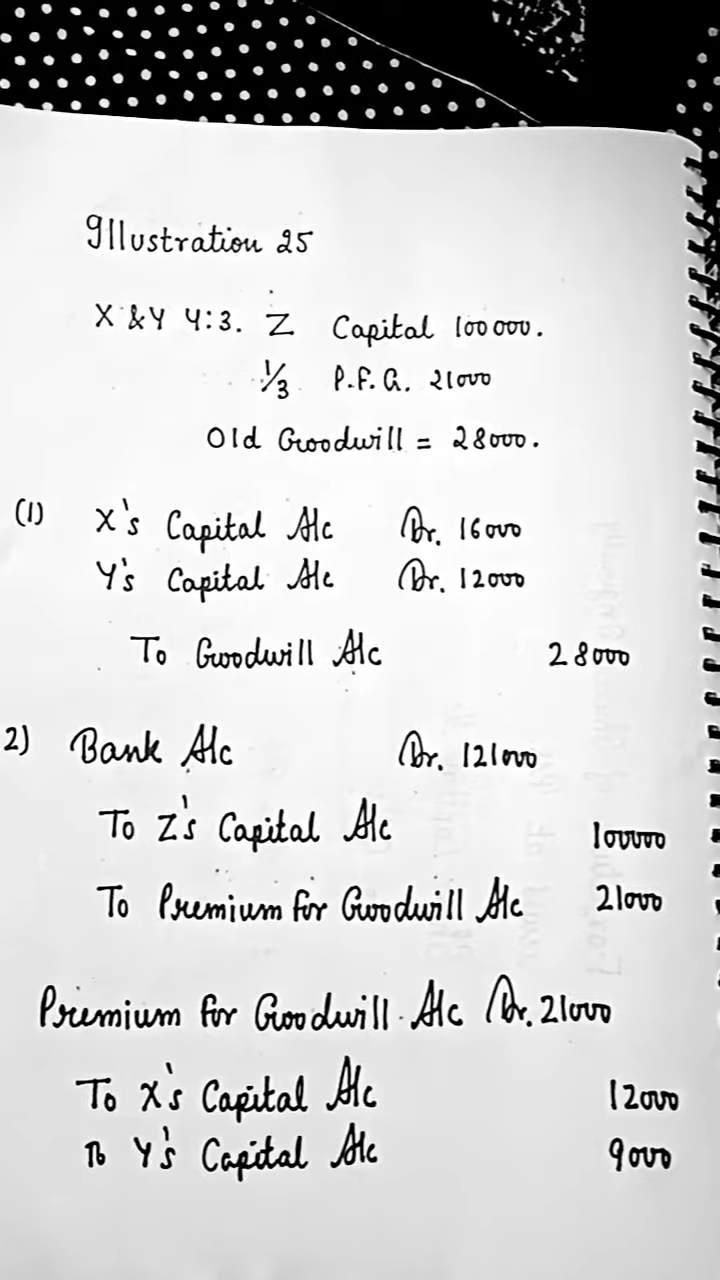 Illustration 25
X & Y 4:3. Z Capital 100000.
1/3 P.F.G. 21000
Old Goodwill = 28000.
(1) X's Capital A/c Dr. 16000
Y's Capital A/c Dr. 12000
To Goodwill A/c 28000
2) Bank A/c Dr. 121000
To Z's Capital A/c 100000
To Premium for Goodwill A/c 21000
Premium for Goodwill A/c Dr. 21000
To X's Capital A/c 12000
To Y's Capital A/c 9000